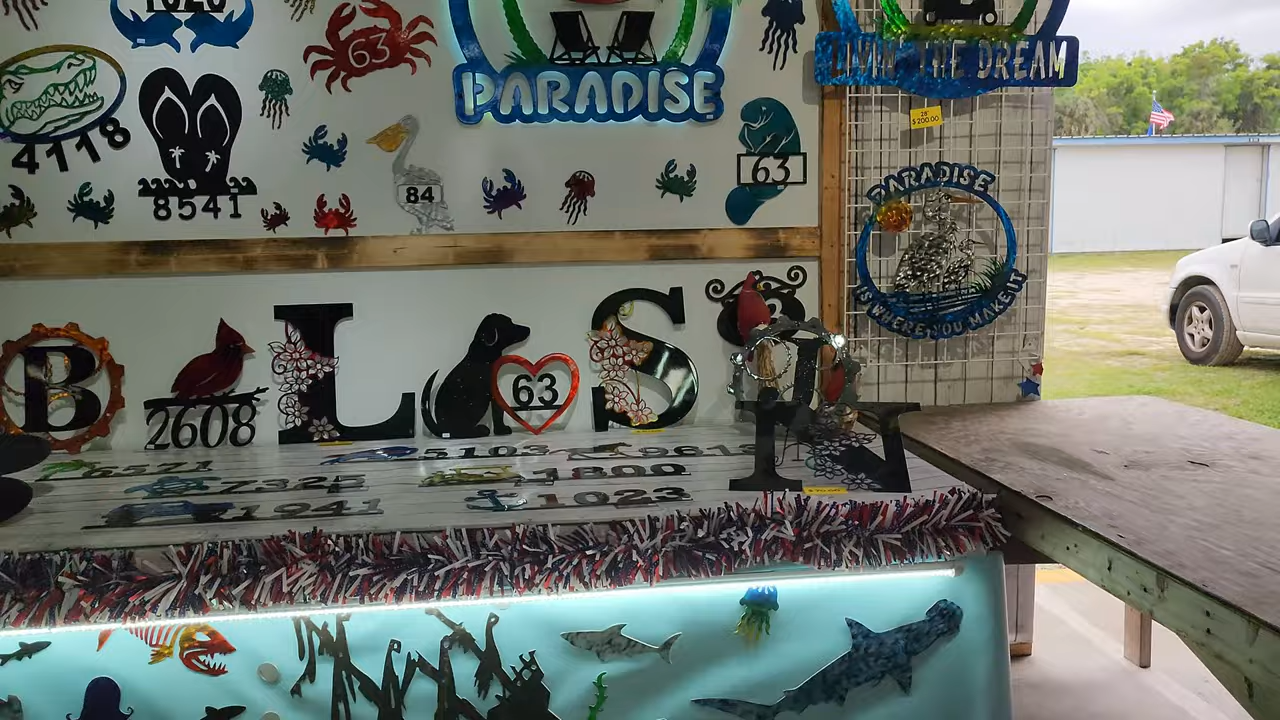 63
PARADISE
LIVIN' THE DREAM
$200.00
4118
8541
84
63
PARADISE
IS WHERE YOU MAKE IT
B
2608
L
63
S
N
6521
5103
9613
7325
1800
1941
1023